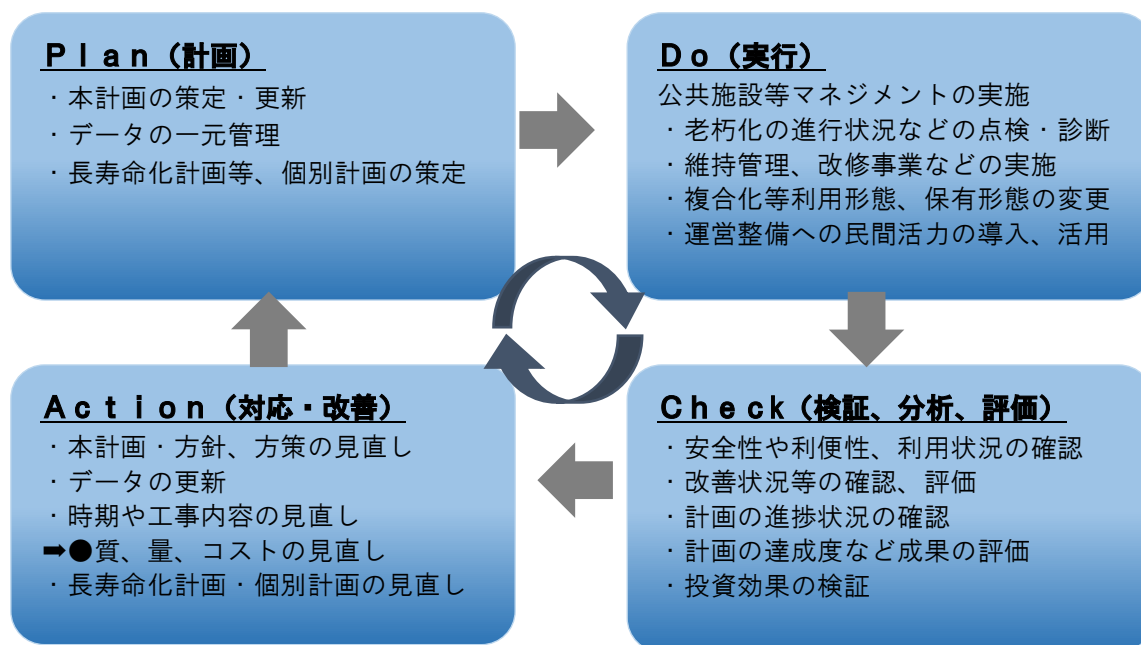 Ｐｌａｎ（計画）
・本計画の策定・更新
・データの一元管理
・長寿命化計画等、個別計画の策定
Ｄｏ（実行）
公共施設等マネジメントの実施
・老朽化の進行状況などの点検・診断
・維持管理、改修事業などの実施
・複合化等利用形態、保有形態の変更
・運営整備への民間活力の導入、活用
Ａｃｔｉｏｎ（対応・改善）
・本計画・方針、方策の見直し
・データの更新
・時期や工事内容の見直し
➡●質、量、コストの見直し
・長寿命化計画・個別計画の見直し
Ｃｈｅｃｋ（検証、分析、評価）
・安全性や利便性、利用状況の確認
・改善状況等の確認、評価
・計画の進捗状況の確認
・計画の達成度など成果の評価
・投資効果の検証